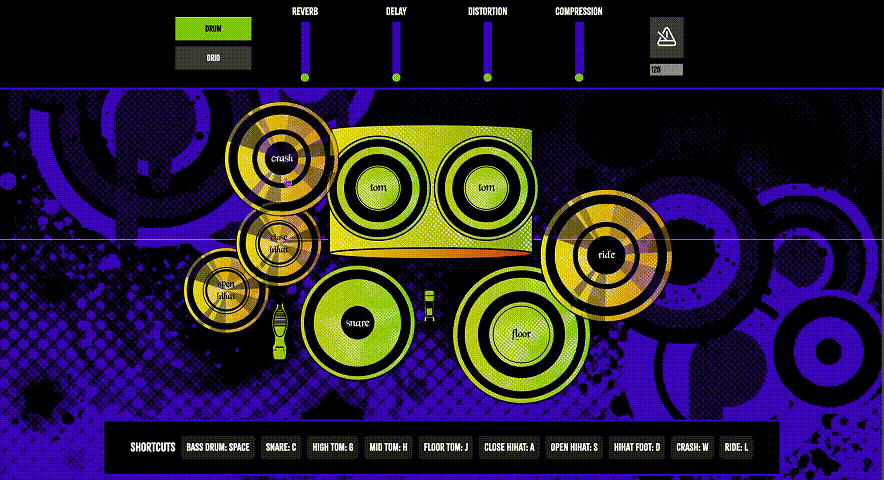 REVERB DELAY DISTORTION COMPRESSION
DRUM
GRID
120
crash
tom tom
close
hihat
ride
open
hihat
snare
floor
SHORTCUTS BASS DRUM: SPACE SNARE: C HIGH TOM: G MID TOM: H FLOOR TOM: J CLOSE HIHAT: A OPEN HIHAT: S HIHAT FOOT: D CRASH: W RIDE: L